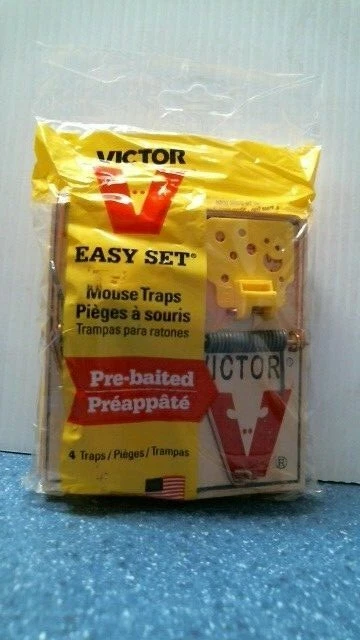 VICTOR
EASY SET®
Mouse Traps
Pièges à souris
Trampas para ratones
Pre-baited
Préappâté
4 Traps / Pièges / Trampas
VICTOR®
®